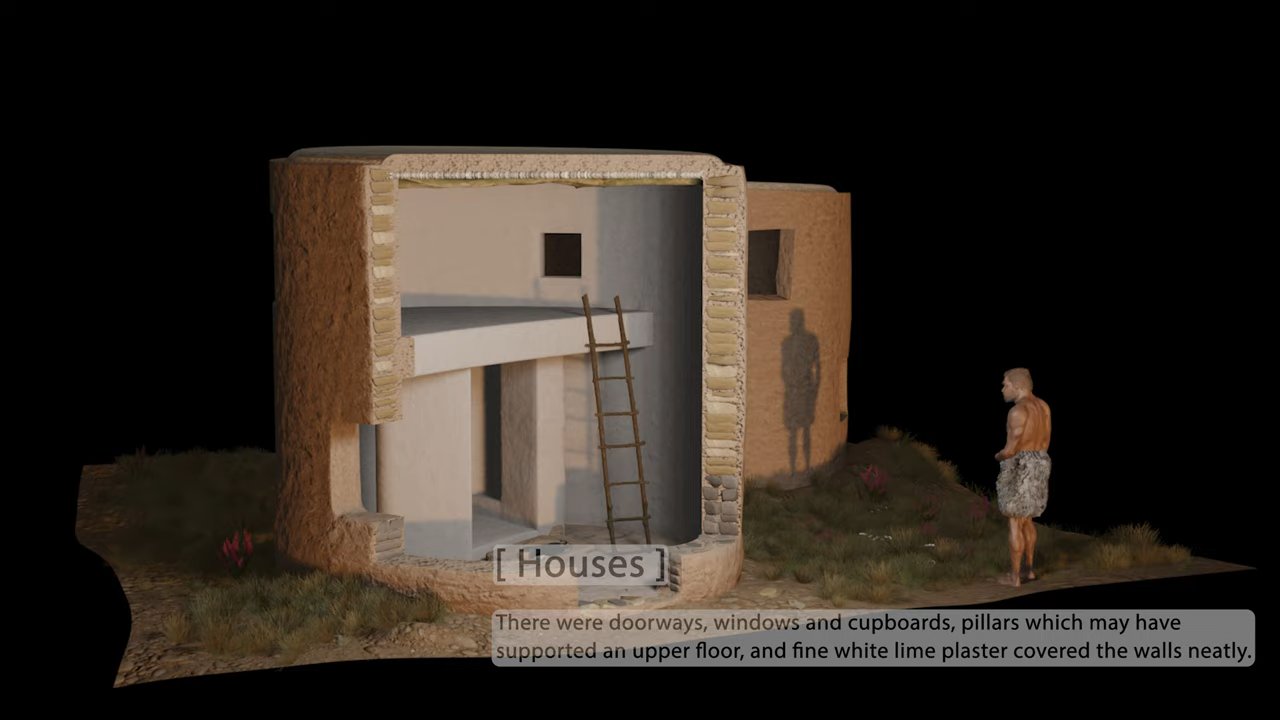 [ Houses ]
There were doorways, windows and cupboards, pillars which may have
supported an upper floor, and fine white lime plaster covered the walls neatly.